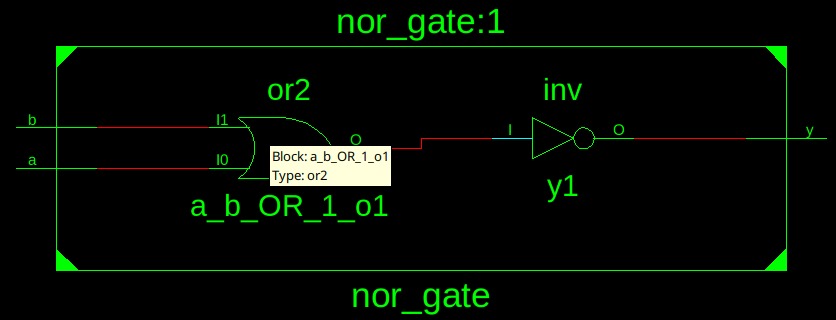 nor_gate:1
or2
inv
b
I1
O
I
O
y
a
I0
Block: a_b_OR_1_o1
Type: or2
y1
a_b_OR_1_o1
nor_gate